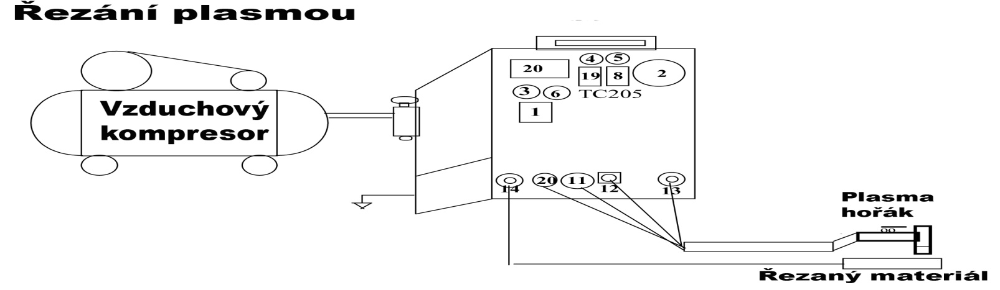 Řezání plasmou
4 5
20
19 8 2
3 6 TC205
1
Vzduchový
kompresor
20 11
14 12 13
Plasma
hořák
oo
Řezaný materiál